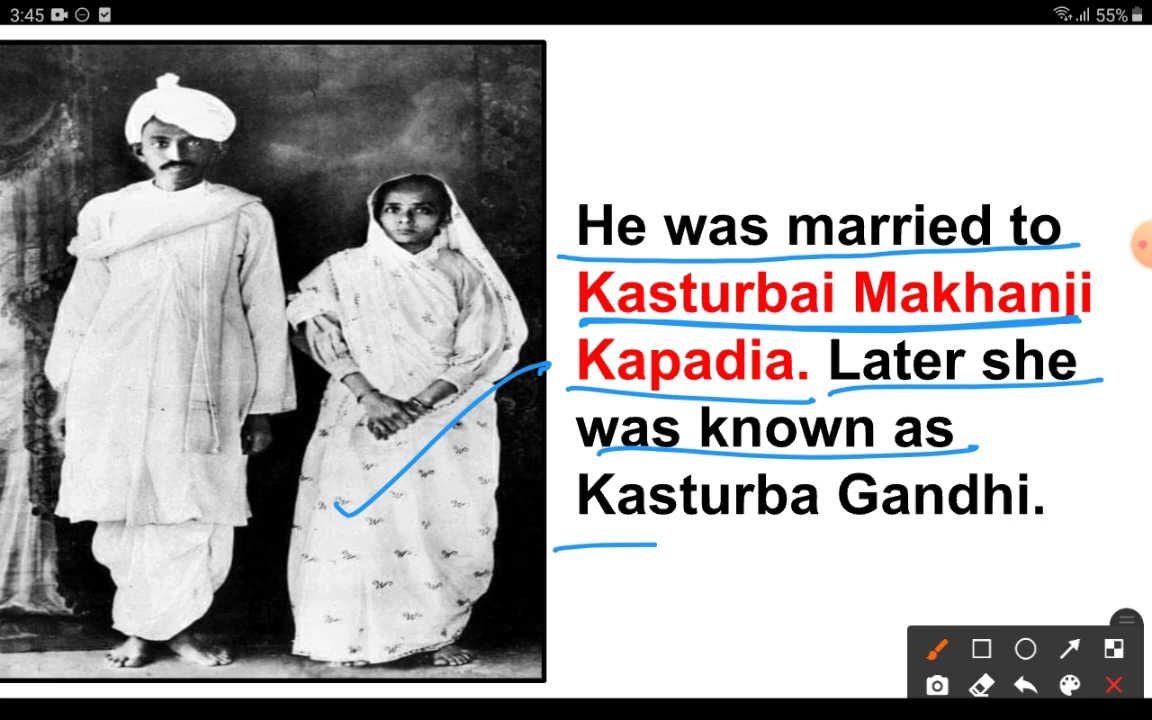 3:45
55%
He was married to
Kasturbai Makhanji
Kapadia. Later she
was known as
Kasturba Gandhi.